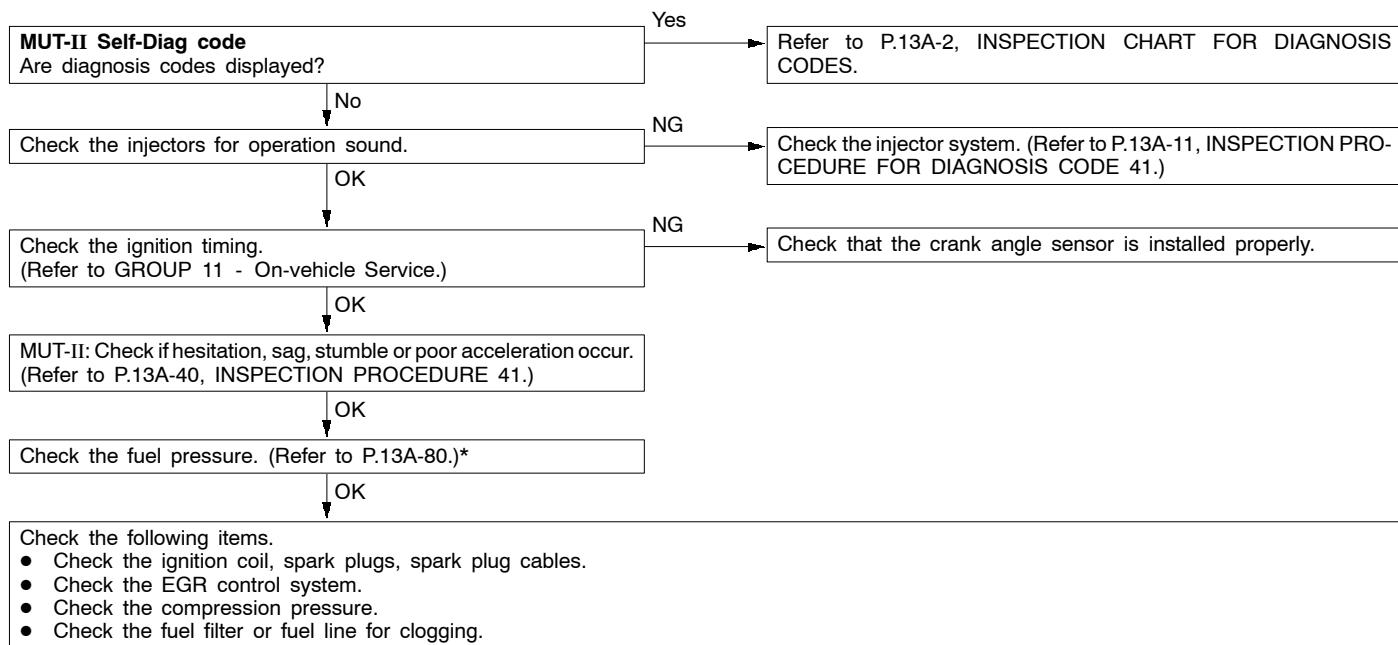 MUT-II Self-Diag code
Are diagnosis codes displayed?
Yes
Refer to P.13A-2, INSPECTION CHART FOR DIAGNOSIS
CODES.
No
Check the injectors for operation sound.
NG
Check the injector system. (Refer to P.13A-11, INSPECTION PRO-
CEDURE FOR DIAGNOSIS CODE 41.)
OK
Check the ignition timing.
(Refer to GROUP 11 - On-vehicle Service.)
NG
Check that the crank angle sensor is installed properly.
OK
MUT-II: Check if hesitation, sag, stumble or poor acceleration occur.
(Refer to P.13A-40, INSPECTION PROCEDURE 41.)
OK
Check the fuel pressure. (Refer to P.13A-80.)*
OK
Check the following items.
● Check the ignition coil, spark plugs, spark plug cables.
● Check the EGR control system.
● Check the compression pressure.
● Check the fuel filter or fuel line for clogging.